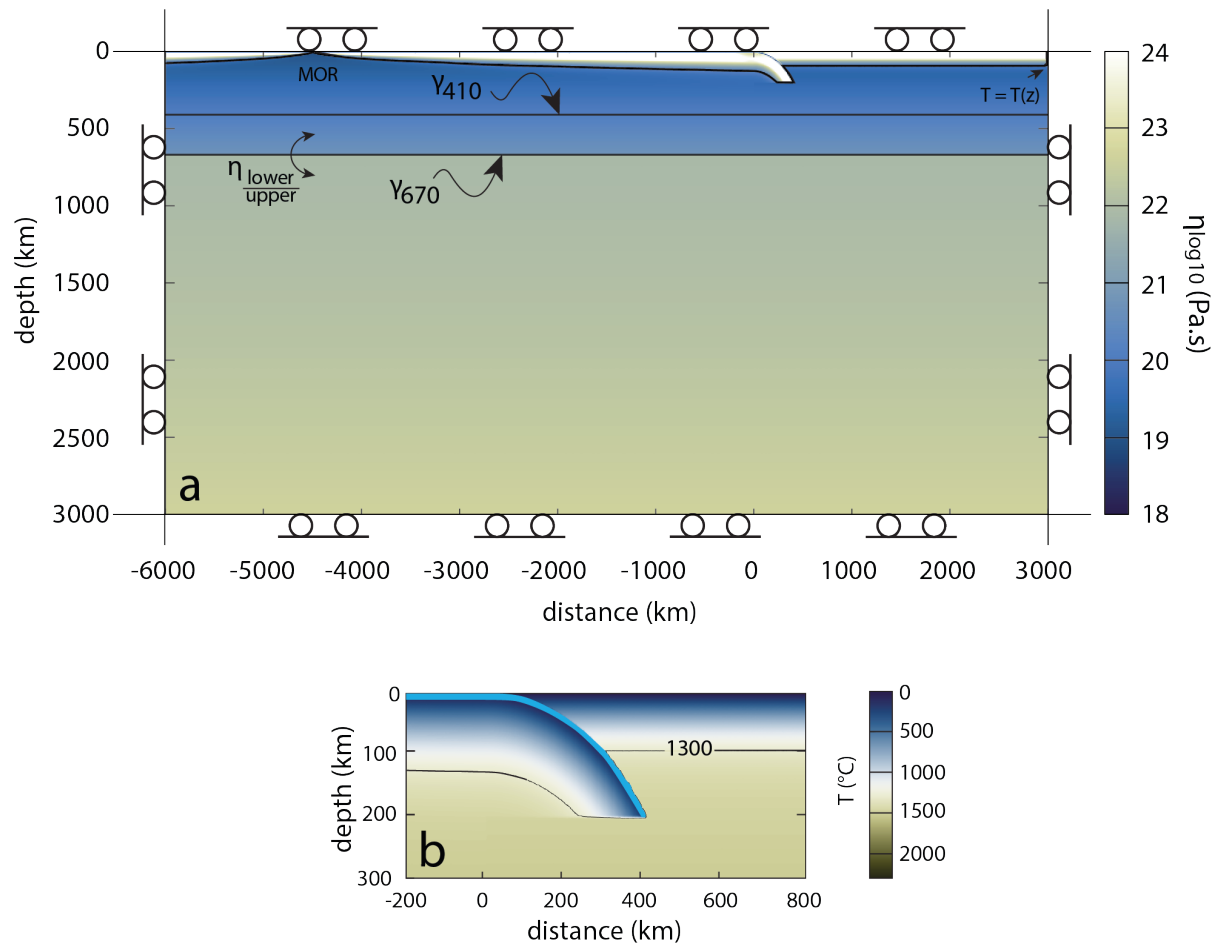 0
500
1000
1500
2000
2500
3000
depth (km)
MOR
γ410
T = T(z)
η lower
upper
γ670
a
-6000 -5000 -4000 -3000 -2000 -1000 0 1000 2000 3000
distance (km)
24
23
22
21
20
19
18
ηlog10 (Pa.s)
0
100
200
300
depth (km)
1300
b
-200 0 200 400 600 800
distance (km)
T (°C)
0
500
1000
1500
2000